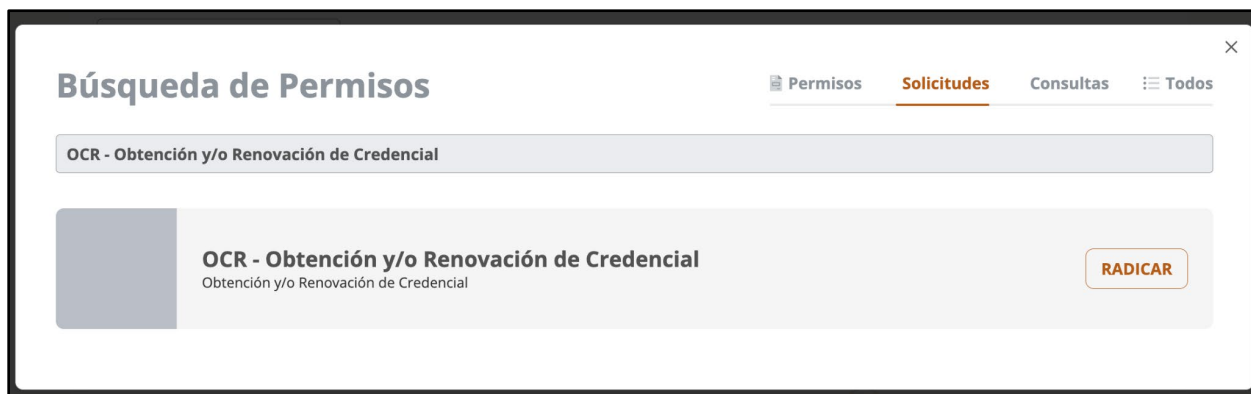 Búsqueda de Permisos
Permisos
Solicitudes
Consultas
Todos
OCR - Obtención y/o Renovación de Credencial
OCR - Obtención y/o Renovación de Credencial
Obtención y/o Renovación de Credencial
RADICAR